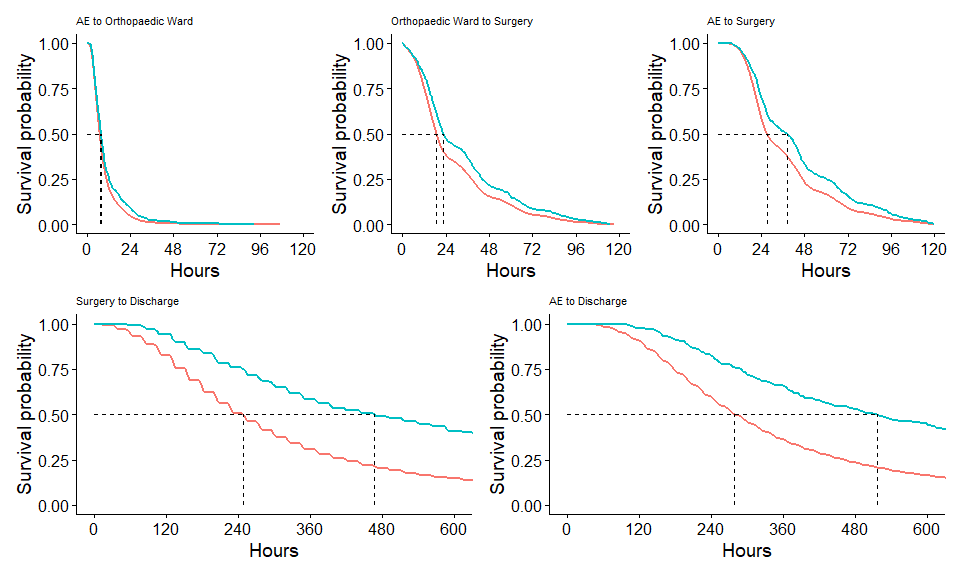 AE to Orthopaedic Ward
Survival probability
1.00
0.75
0.50
0.25
0.00
0 24 48 72 96 120
Hours
Orthopaedic Ward to Surgery
Survival probability
1.00
0.75
0.50
0.25
0.00
0 24 48 72 96 120
Hours
AE to Surgery
Survival probability
1.00
0.75
0.50
0.25
0.00
0 24 48 72 96 120
Hours
Surgery to Discharge
Survival probability
1.00
0.75
0.50
0.25
0.00
0 120 240 360 480 600
Hours
AE to Discharge
Survival probability
1.00
0.75
0.50
0.25
0.00
0 120 240 360 480 600
Hours